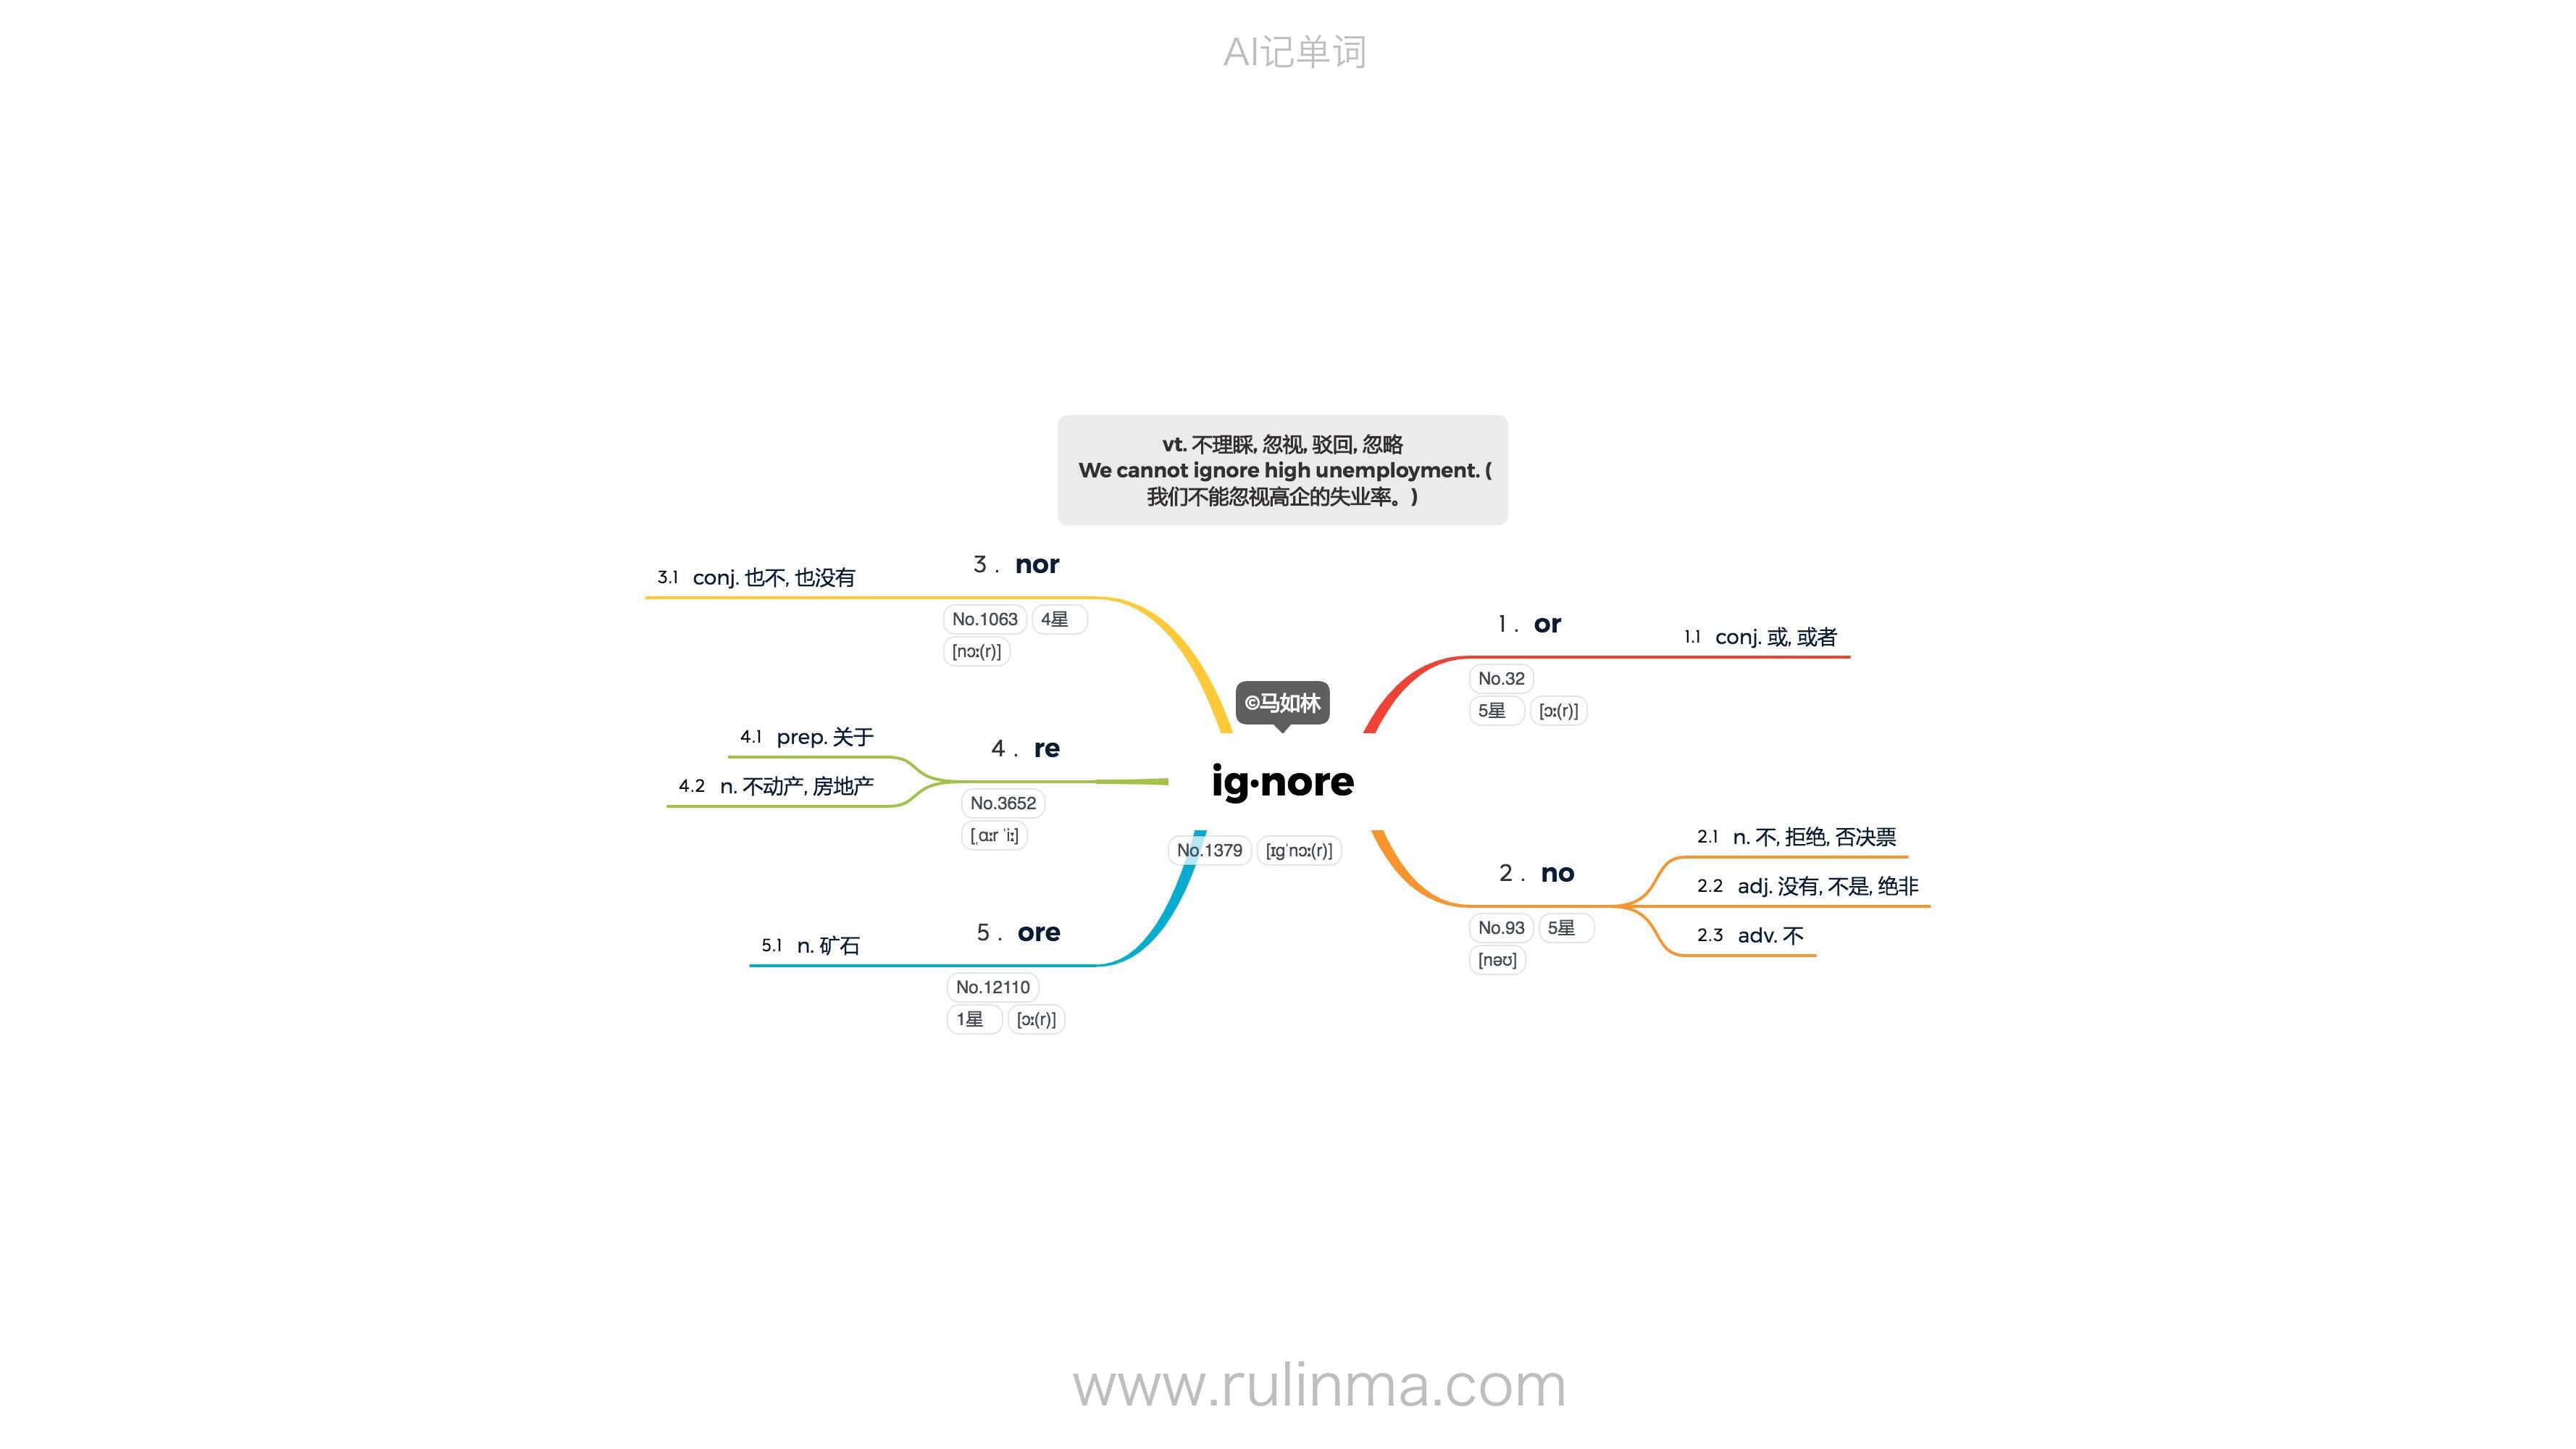 AI记单词
vt. 不理睬, 忽视, 驳回, 忽略
We cannot ignore high unemployment. (
我们不能忽视高企的失业率。)
©马如林
ig·nore
No.1379 [ɪɡˈnɔː(r)]
1. or
No.32
5星 [ɔː(r)]
1.1 conj. 或, 或者
2. no
No.93 5星
[nəʊ]
2.1 n. 不, 拒绝, 否决票
2.2 adj. 没有, 不是, 绝非
2.3 adv. 不
3. nor
No.1063 4星
[nɔː(r)]
3.1 conj. 也不, 也没有
4. re
No.3652
[ˌɑːr ˈiː]
4.1 prep. 关于
4.2 n. 不动产, 房地产
5. ore
No.12110
1星 [ɔː(r)]
5.1 n. 矿石
www.rulinma.com